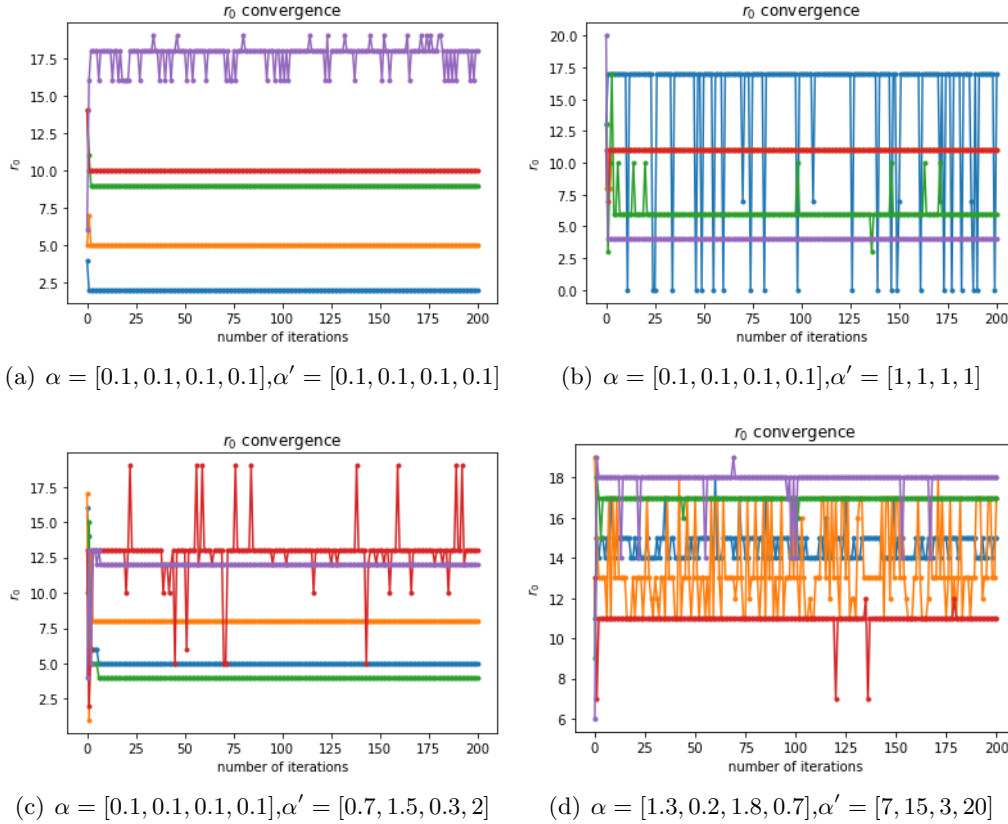 r₀ convergence
17.5
15.0
12.5
10.0
7.5
5.0
2.5
r₀
0 25 50 75 100 125 150 175 200
number of iterations
(a) α = [0.1, 0.1, 0.1, 0.1],α′ = [0.1, 0.1, 0.1, 0.1]
r₀ convergence
20.0
17.5
15.0
12.5
10.0
7.5
5.0
2.5
0.0
r₀
0 25 50 75 100 125 150 175 200
number of iterations
(b) α = [0.1, 0.1, 0.1, 0.1],α′ = [1, 1, 1, 1]
r₀ convergence
17.5
15.0
12.5
10.0
7.5
5.0
2.5
r₀
0 25 50 75 100 125 150 175 200
number of iterations
(c) α = [0.1, 0.1, 0.1, 0.1],α′ = [0.7, 1.5, 0.3, 2]
r₀ convergence
18
16
14
12
10
8
6
r₀
0 25 50 75 100 125 150 175 200
number of iterations
(d) α = [1.3, 0.2, 1.8, 0.7],α′ = [7, 15, 3, 20]